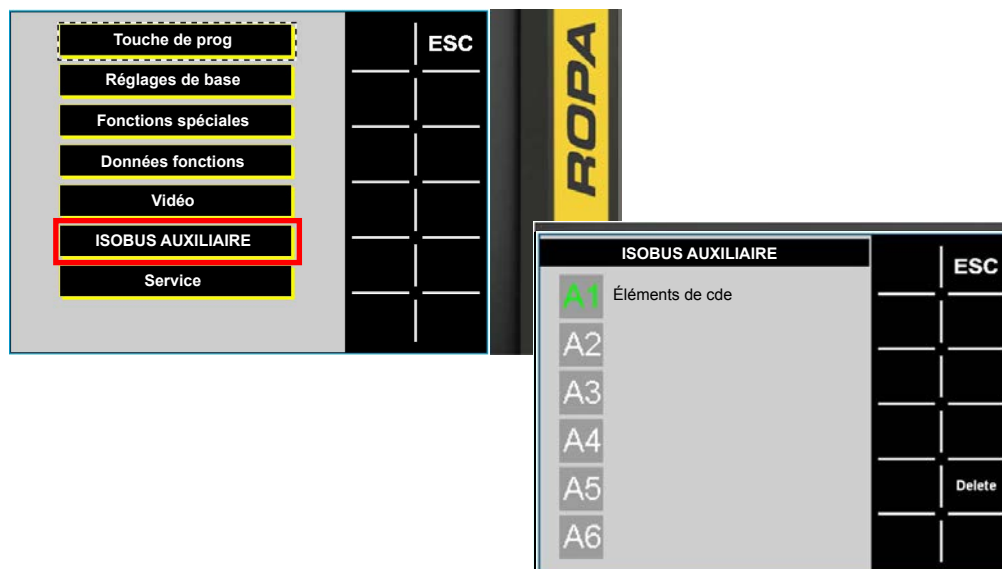 Touche de prog
ESC
Réglages de base
Fonctions spéciales
Données fonctions
Vidéo
ISOBUS AUXILIAIRE
Service
ROPA
ISOBUS AUXILIAIRE
ESC
A1 Éléments de cde
A2
A3
A4
A5
Delete
A6